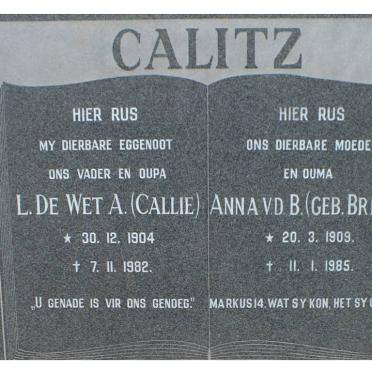 CALITZ
HIER RUS
MY DIERBARE EGGENOOT
ONS VADER EN OUPA
L. DE WET A. (CALLIE)
★ 30. 12. 1904
† 7. 11. 1982.
„U GENADE IS VIR ONS GENOEG.”
HIER RUS
ONS DIERBARE MOEDE
EN OUMA
ANNA V.D. B. (GEB. BR
★ 20. 3. 1909.
† 11. 1. 1985.
MARKUS 14. WAT SY KON, HET SY